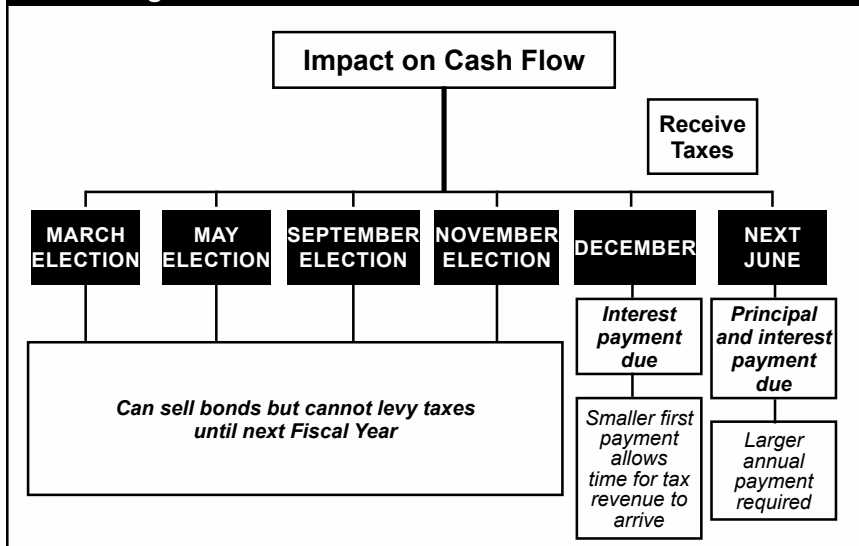 Impact on Cash Flow
Receive
Taxes
MARCH
ELECTION
MAY
ELECTION
SEPTEMBER
ELECTION
NOVEMBER
ELECTION
DECEMBER
NEXT
JUNE
Can sell bonds but cannot levy taxes
until next Fiscal Year
Interest
payment
due
Smaller first
payment
allows
time for tax
revenue to
arrive
Principal
and interest
payment
due
Larger
annual
payment
required